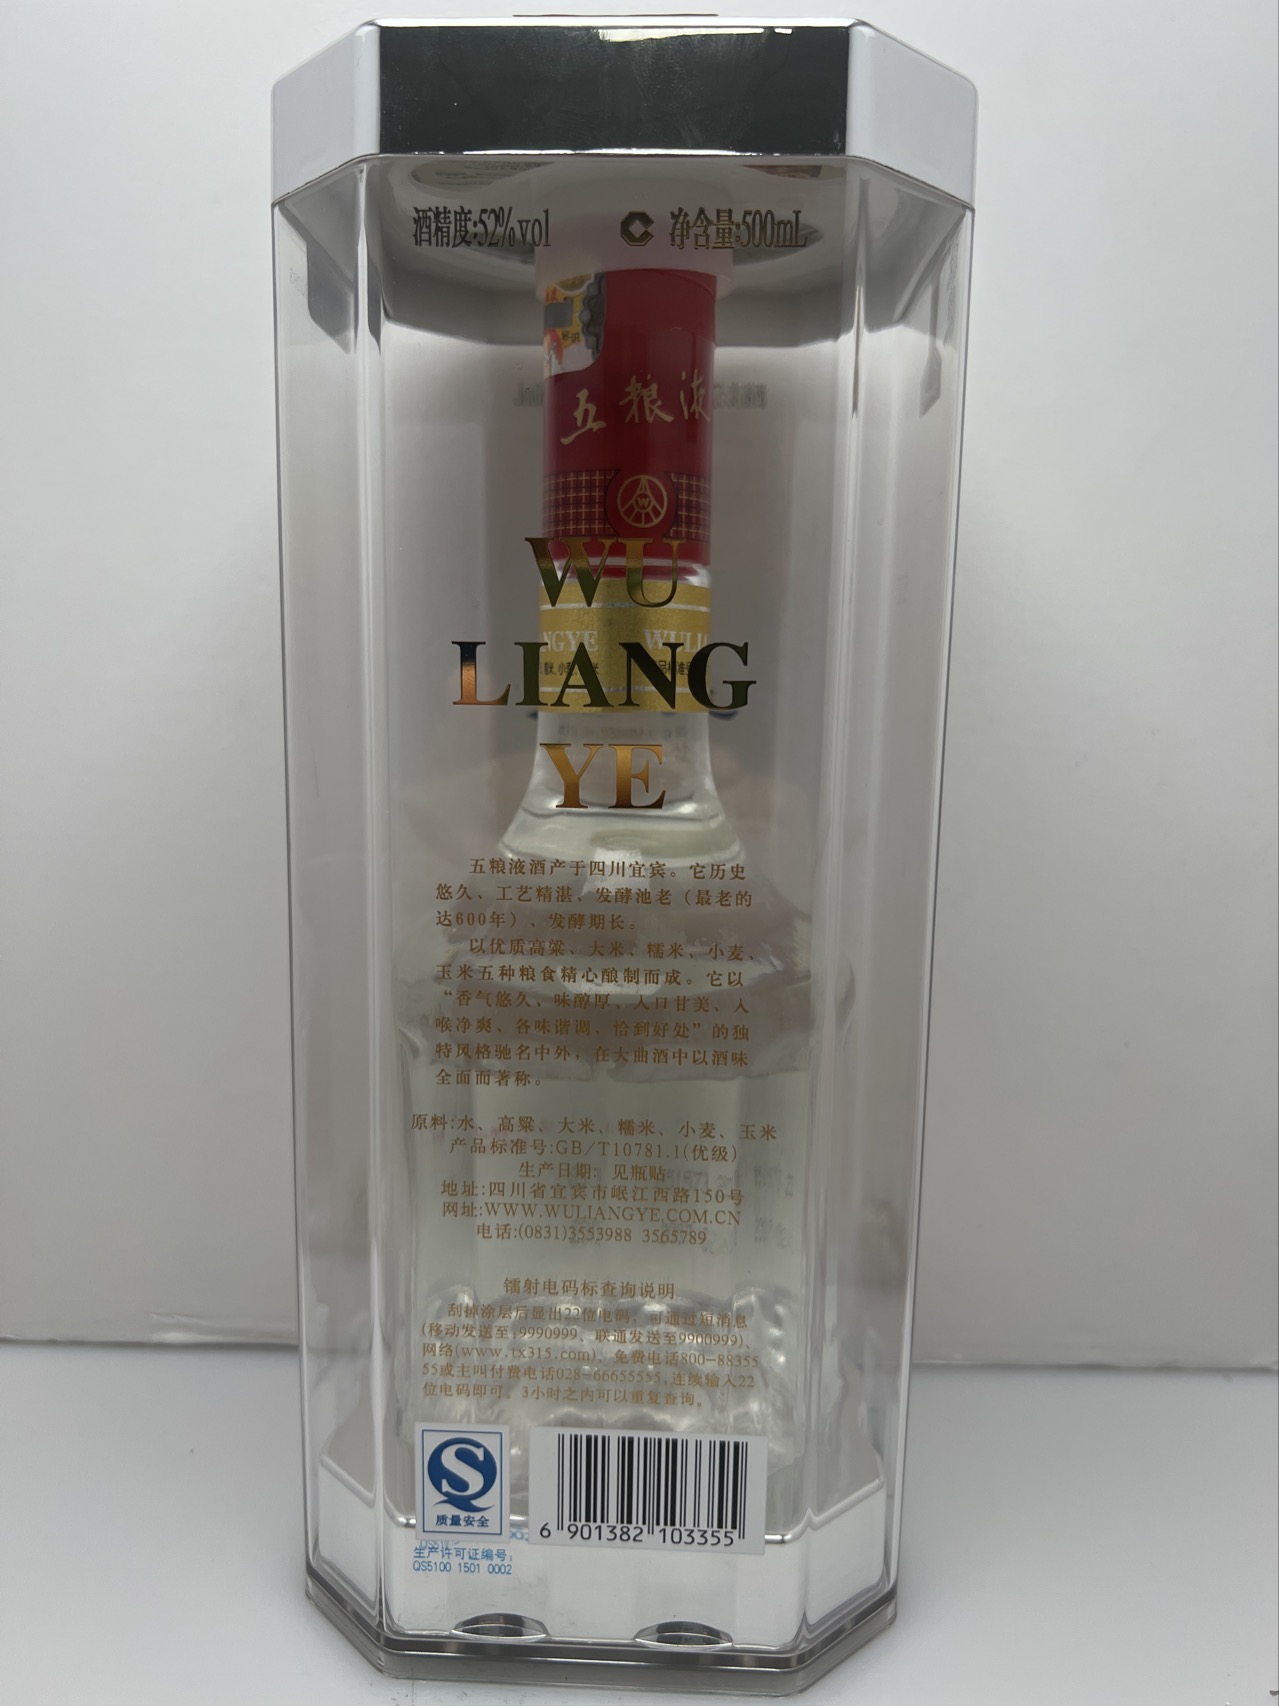 酒精度:52%vol
净含量:500mL
五粮液
W
WU
ANGYE WULIA
LIANG
YE
五粮液酒产于四川宜宾。它历史
悠久、工艺精湛、发酵池老（最老的
达600年）、发酵期长。
以优质高粱、大米、糯米、小麦、
玉米五种粮食精心酿制而成。它以
“香气悠久、味醇厚、入口甘美、入
喉净爽、各味谐调、恰到好处”的独
特风格驰名中外，在大曲酒中以酒味
全面而著称。
原料:水、高粱、大米、糯米、小麦、玉米
产品标准号:GB/T10781.1(优级)
生产日期: 见瓶贴
地址:四川省宜宾市岷江西路150号
网址:WWW.WULIANGYE.COM.CN
电话:(0831)3553988 3565789
镭射电码标查询说明
刮掉涂层后显出22位电码，可通过短消息
(移动发送至:9990999、联通发送至9900999)、
网络(www.tx315.com)、免费电话800-88355
55或主叫付费电话028-66655555,连续输入22
位电码即可。3小时之内可以重复查询。
质量安全
6 901382 103355
生产许可证编号:
QS5100 1501 0002